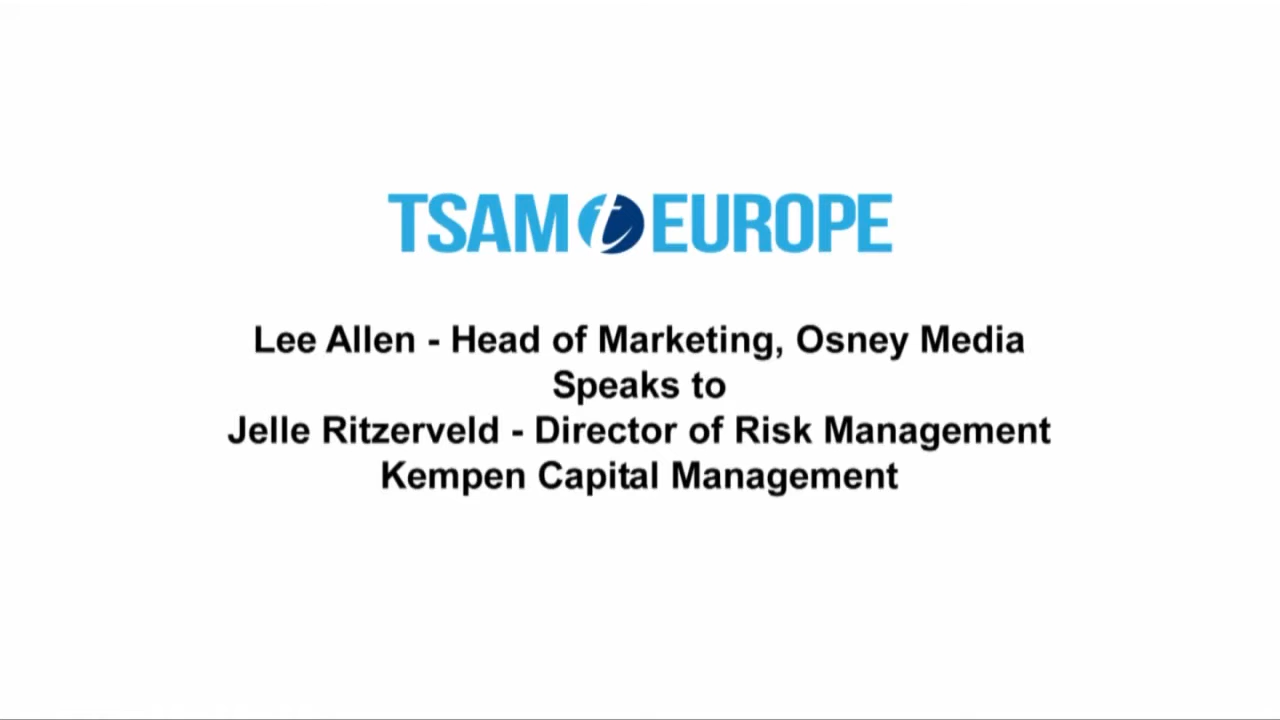 TSAM t EUROPE
Lee Allen - Head of Marketing, Osney Media
Speaks to
Jelle Ritzerveld - Director of Risk Management
Kempen Capital Management